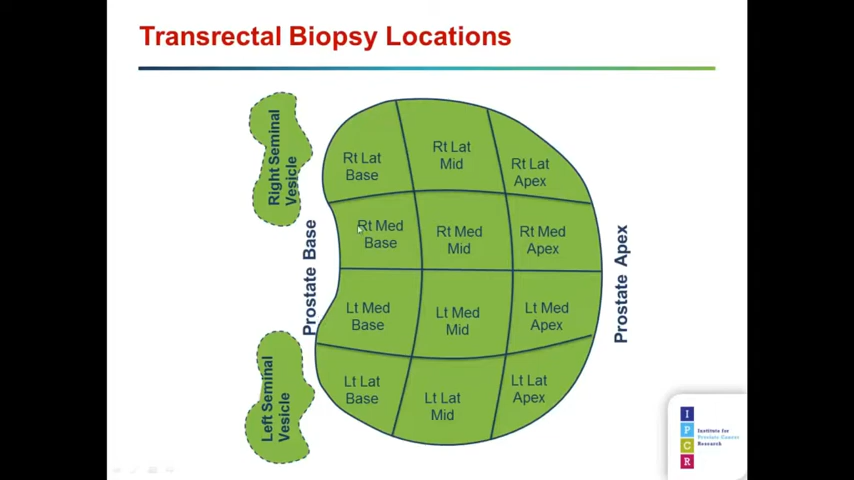 Transrectal Biopsy Locations
Right Seminal
Vesicle
Rt Lat
Base
Rt Lat
Mid
Rt Lat
Apex
Prostate Base
Rt Med
Base
Rt Med
Mid
Rt Med
Apex
Prostate Apex
Lt Med
Base
Lt Med
Mid
Lt Med
Apex
Left Seminal
Vesicle
Lt Lat
Base
Lt Lat
Mid
Lt Lat
Apex
I
P
C
R
Institute for
Prostate Cancer
Research